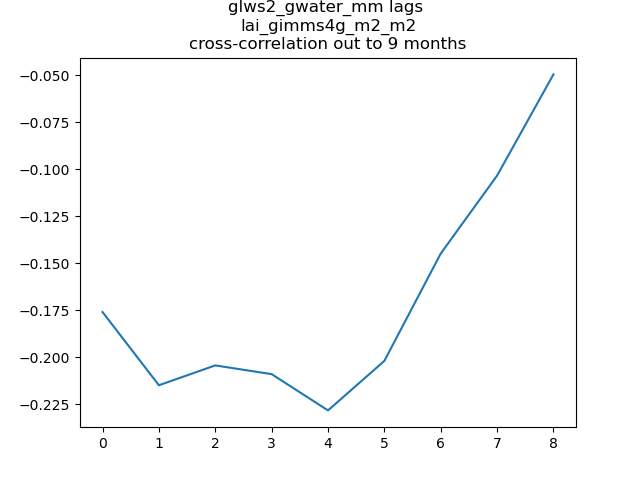 glws2_gwater_mm lags
lai_gimms4g_m2_m2
cross-correlation out to 9 months
−0.050
−0.075
−0.100
−0.125
−0.150
−0.175
−0.200
−0.225
0 1 2 3 4 5 6 7 8